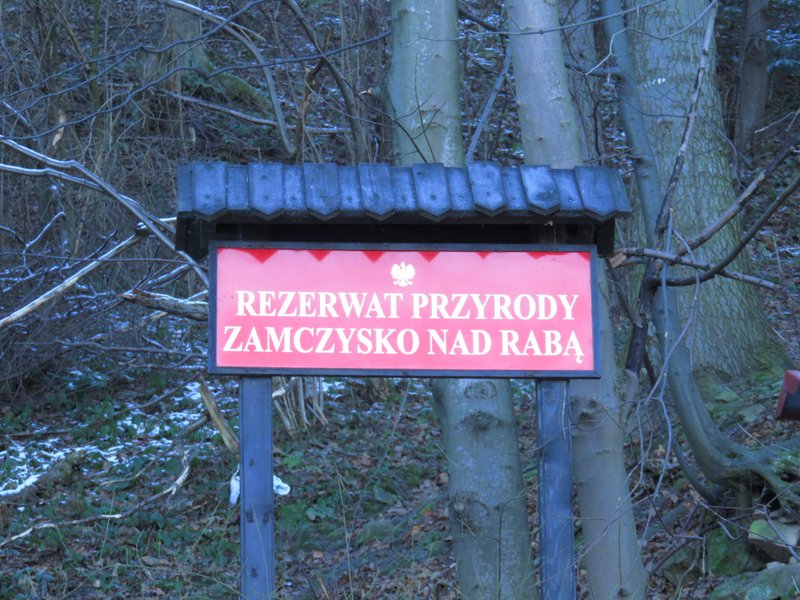 REZERWAT PRZYRODY
ZAMCZYSKO NAD RABĄ